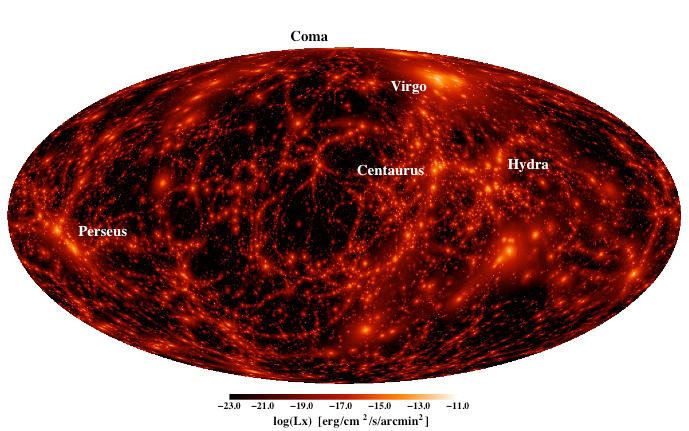 Coma
Virgo
Centaurus
Hydra
Perseus
−23.0 −21.0 −19.0 −17.0 −15.0 −13.0 −11.0
log(Lx) [erg/cm ²/s/arcmin²]